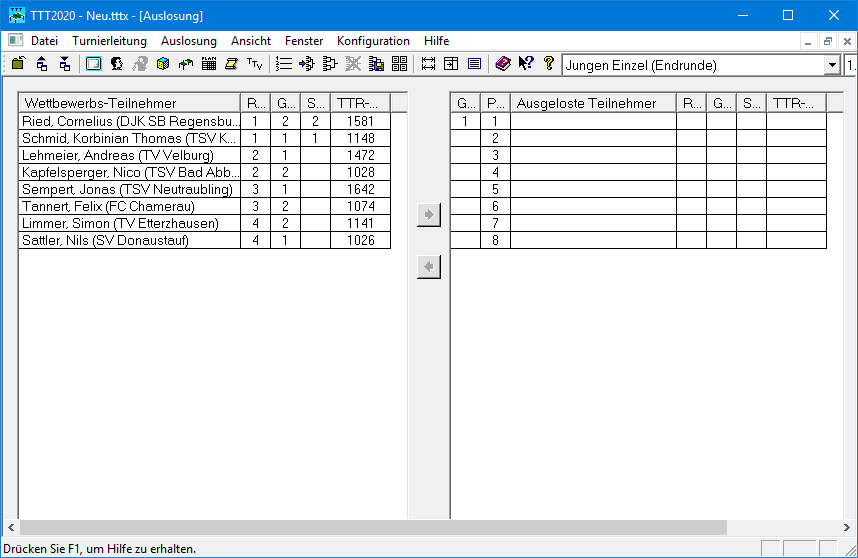 TTT2020 - Neu.tttx - [Auslosung]
Datei Turnierleitung Auslosung Ansicht Fenster Konfiguration Hilfe
Jungen Einzel (Endrunde) 1.
Wettbewerbs-Teilnehmer R... G... S... TTR-...
Ried, Cornelius (DJK SB Regensbu... 1 2 2 1581
Schmid, Korbinian Thomas (TSV K... 1 1 1 1148
Lehmeier, Andreas (TV Velburg) 2 1 1472
Kapfelsperger, Nico (TSV Bad Abb... 2 2 1028
Sempert, Jonas (TSV Neutraubling) 3 1 1642
Tannert, Felix (FC Chamerau) 3 2 1074
Limmer, Simon (TV Etterzhausen) 4 2 1141
Sattler, Nils (SV Donaustauf) 4 1 1026
G... P... Ausgeloste Teilnehmer R... G... S... TTR-...
1 1
2
3
4
5
6
7
8
Drücken Sie F1, um Hilfe zu erhalten.